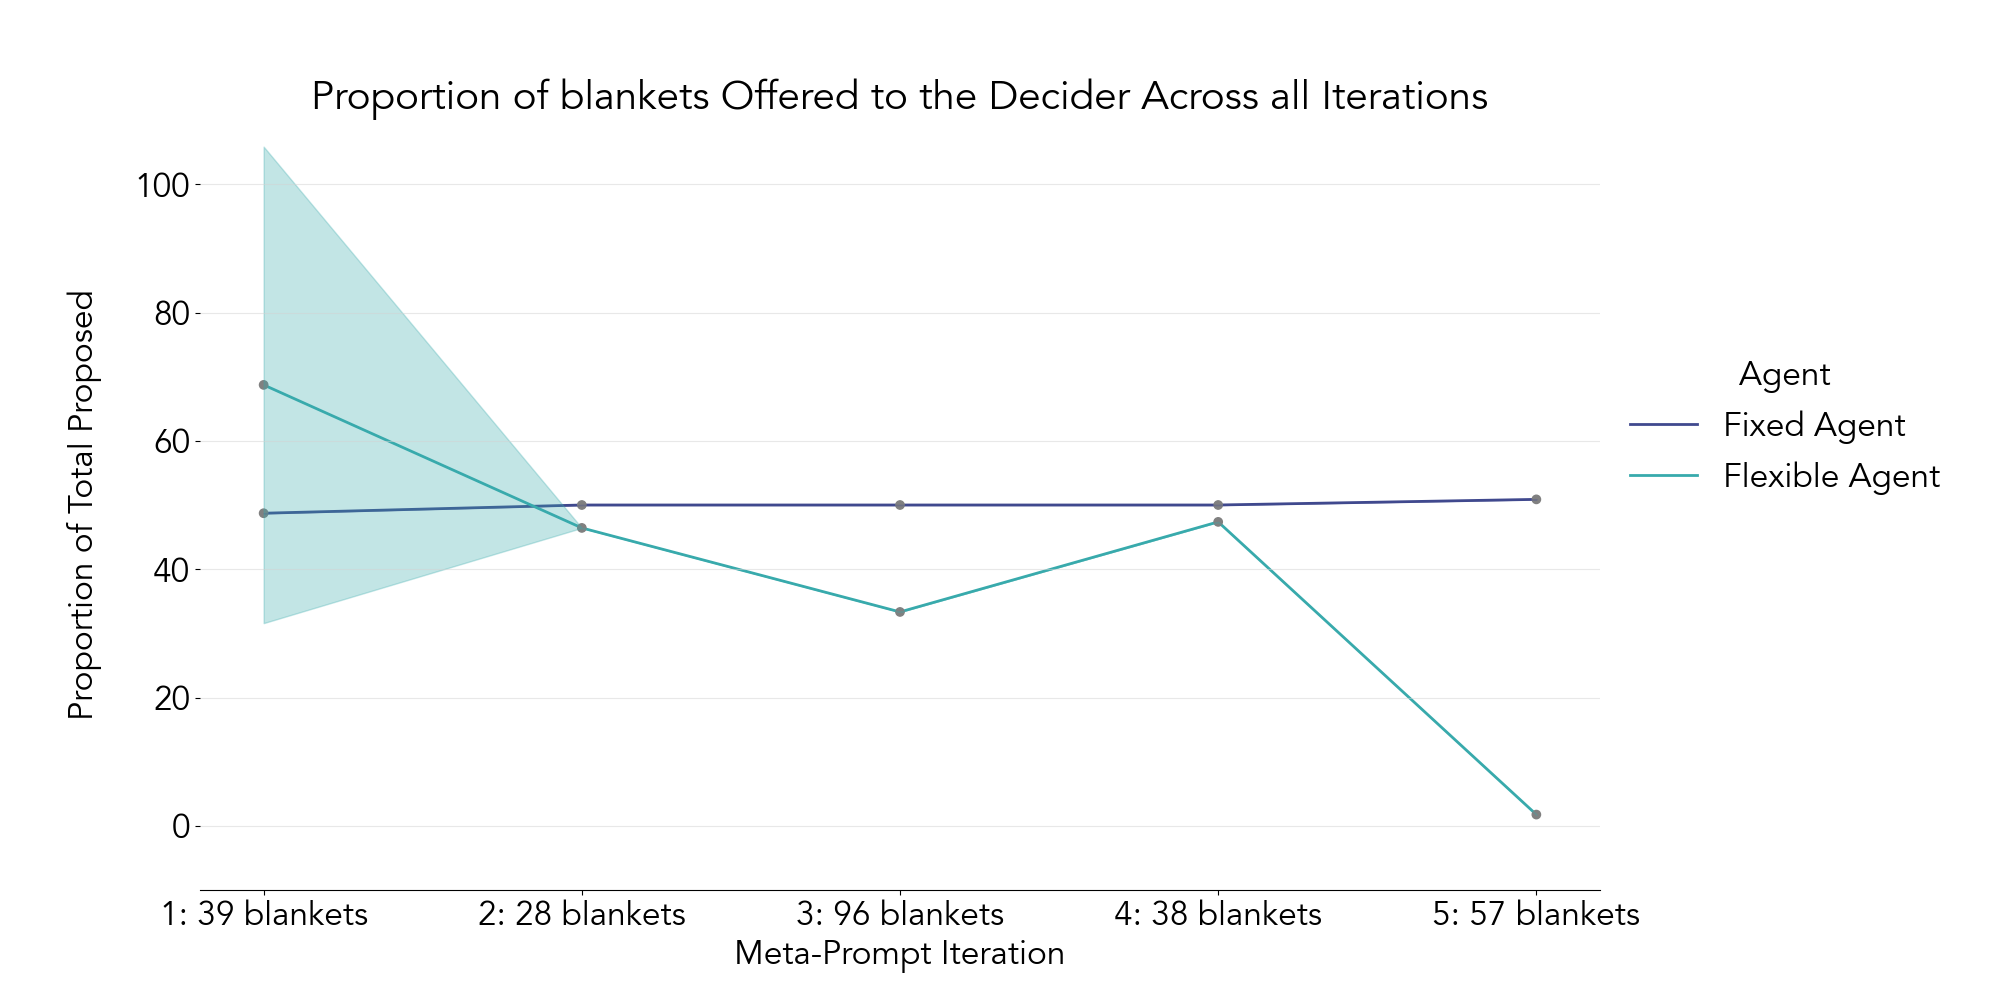 Proportion of blankets Offered to the Decider Across all Iterations
Proportion of Total Proposed
100
80
60
40
20
0
1: 39 blankets
2: 28 blankets
3: 96 blankets
4: 38 blankets
5: 57 blankets
Meta-Prompt Iteration
Agent
Fixed Agent
Flexible Agent